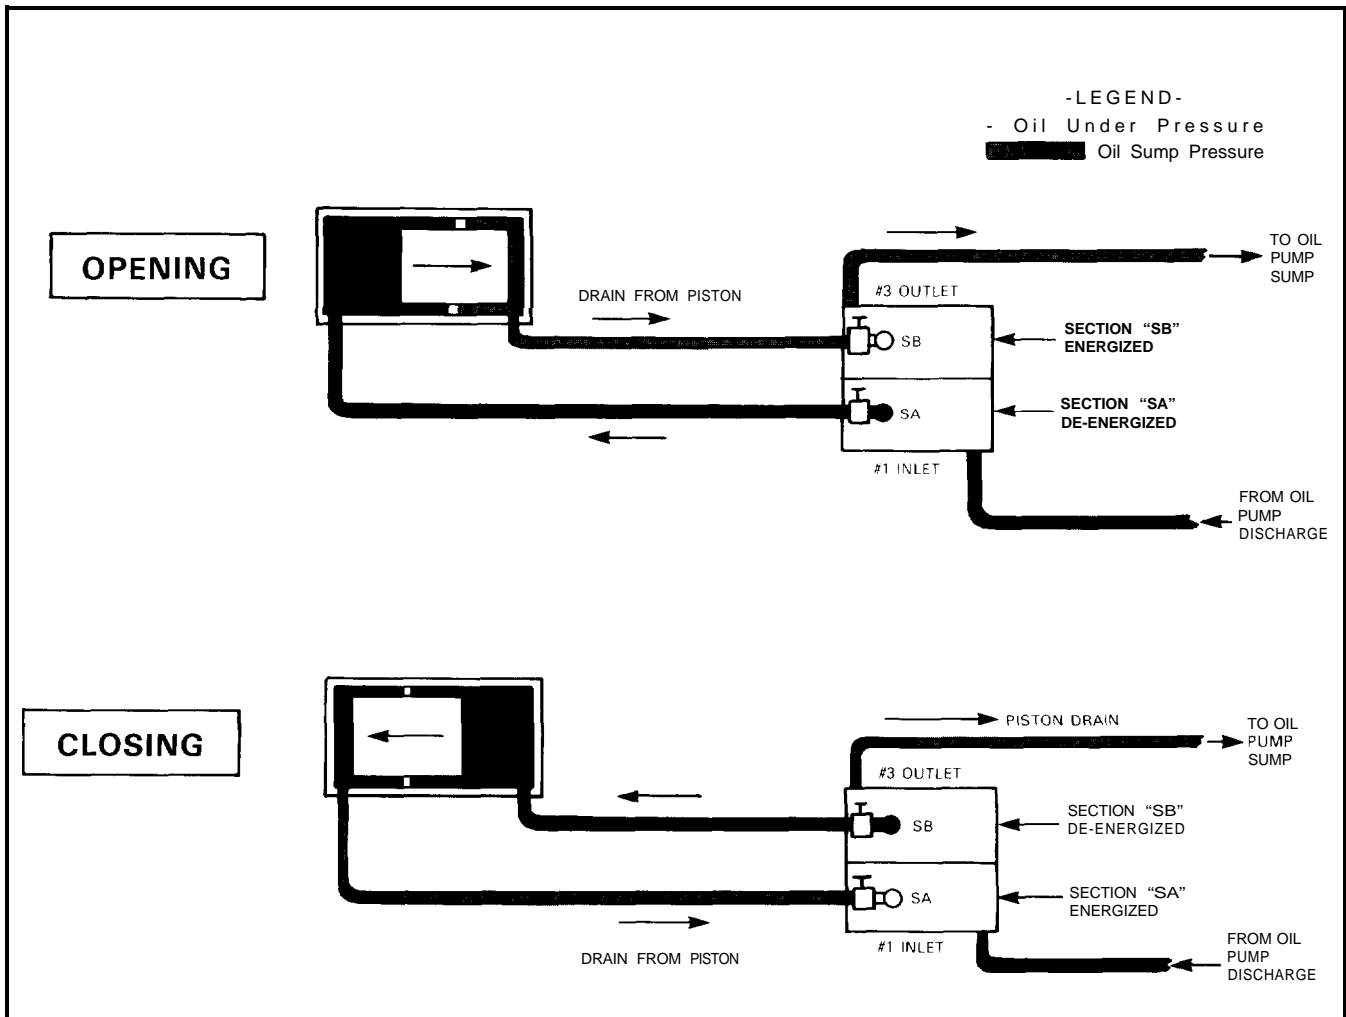 -LEGEND-
- Oil Under Pressure
Oil Sump Pressure
OPENING
DRAIN FROM PISTON
#3 OUTLET
TO OIL
PUMP
SUMP
SB
SECTION “SB”
ENERGIZED
SA
SECTION “SA”
DE-ENERGIZED
#1 INLET
FROM OIL
PUMP
DISCHARGE
CLOSING
PISTON DRAIN
TO OIL
PUMP
SUMP
#3 OUTLET
SB
SECTION “SB”
DE-ENERGIZED
SA
SECTION “SA”
ENERGIZED
#1 INLET
DRAIN FROM PISTON
FROM OIL
PUMP
DISCHARGE